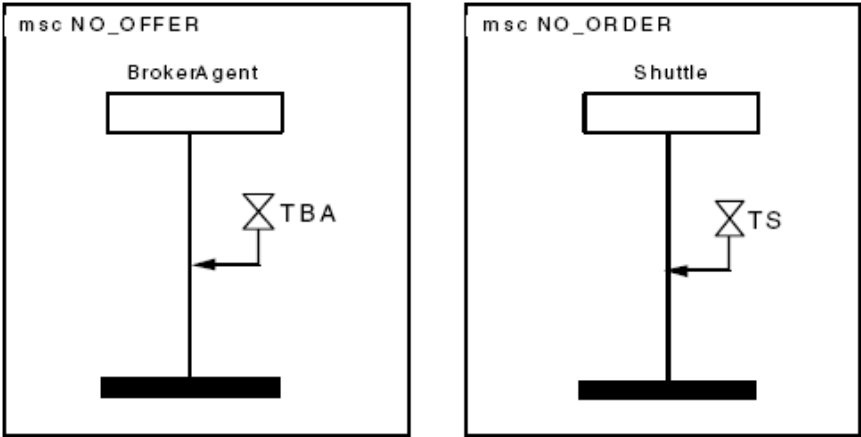 msc NO_OFFER
BrokerAgent
TBA
msc NO_ORDER
Shuttle
TS